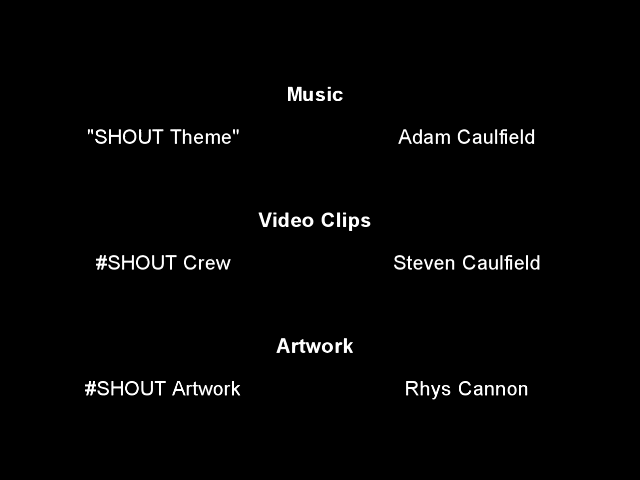 Music
"SHOUT Theme" Adam Caulfield
Video Clips
#SHOUT Crew Steven Caulfield
Artwork
#SHOUT Artwork Rhys Cannon